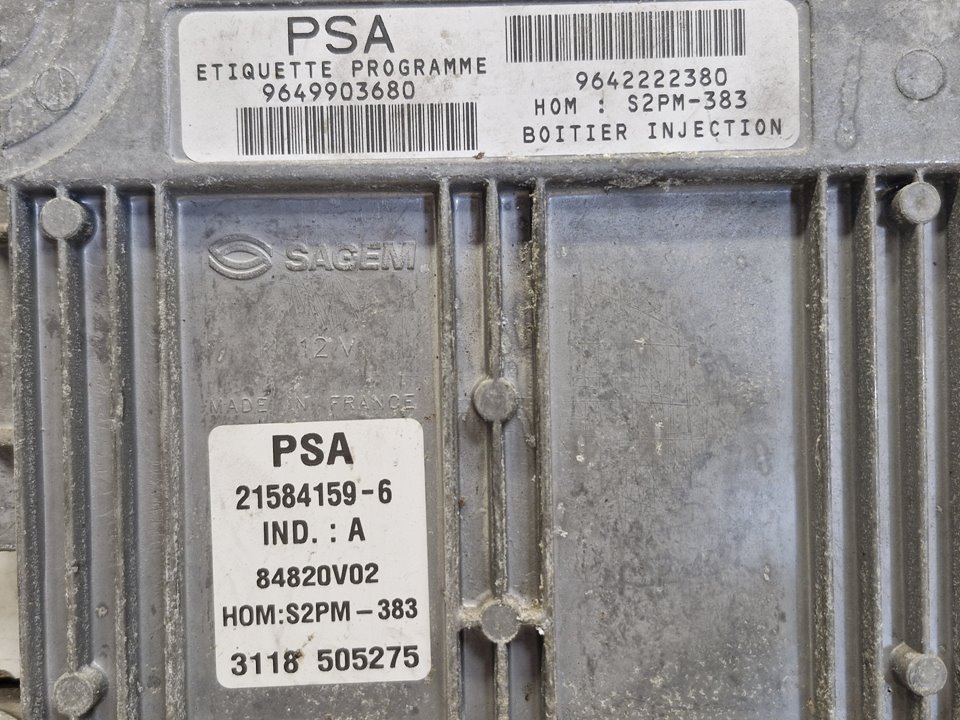 PSA
ETIQUETTE PROGRAMME
9649903680
9642222380
HOM : S2PM-383
BOITIER INJECTION
SAGEM
12 V
MADE IN FRANCE
PSA
21584159-6
IND. : A
84820V02
HOM:S2PM-383
3118 505275